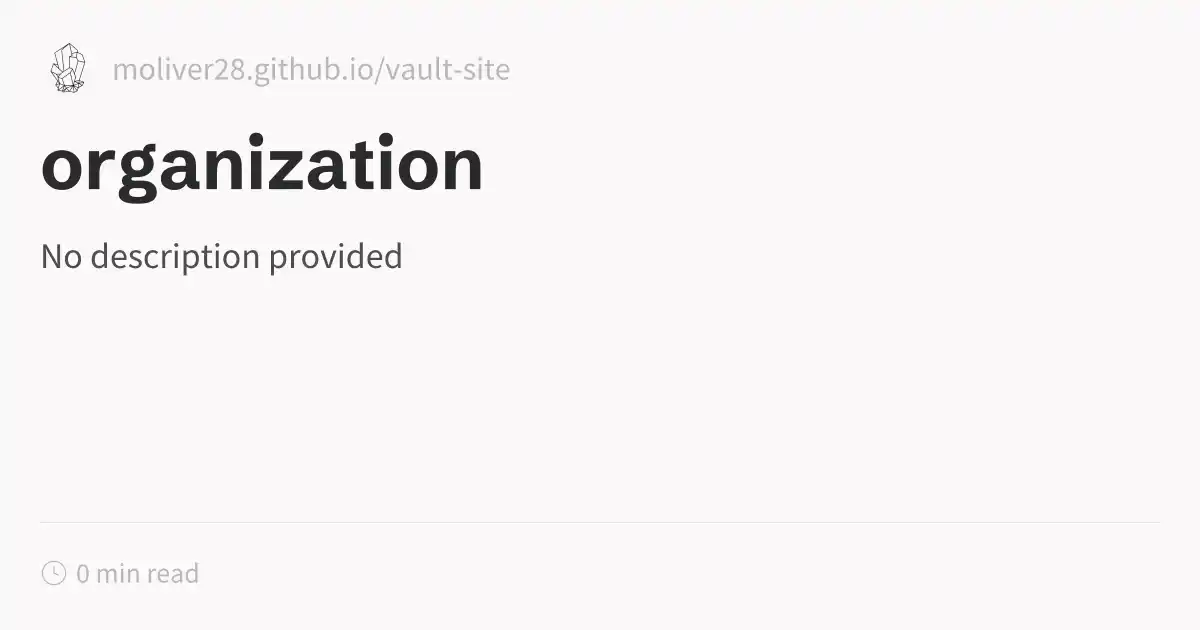 moliver28.github.io/vault-site
organization
No description provided
0 min read